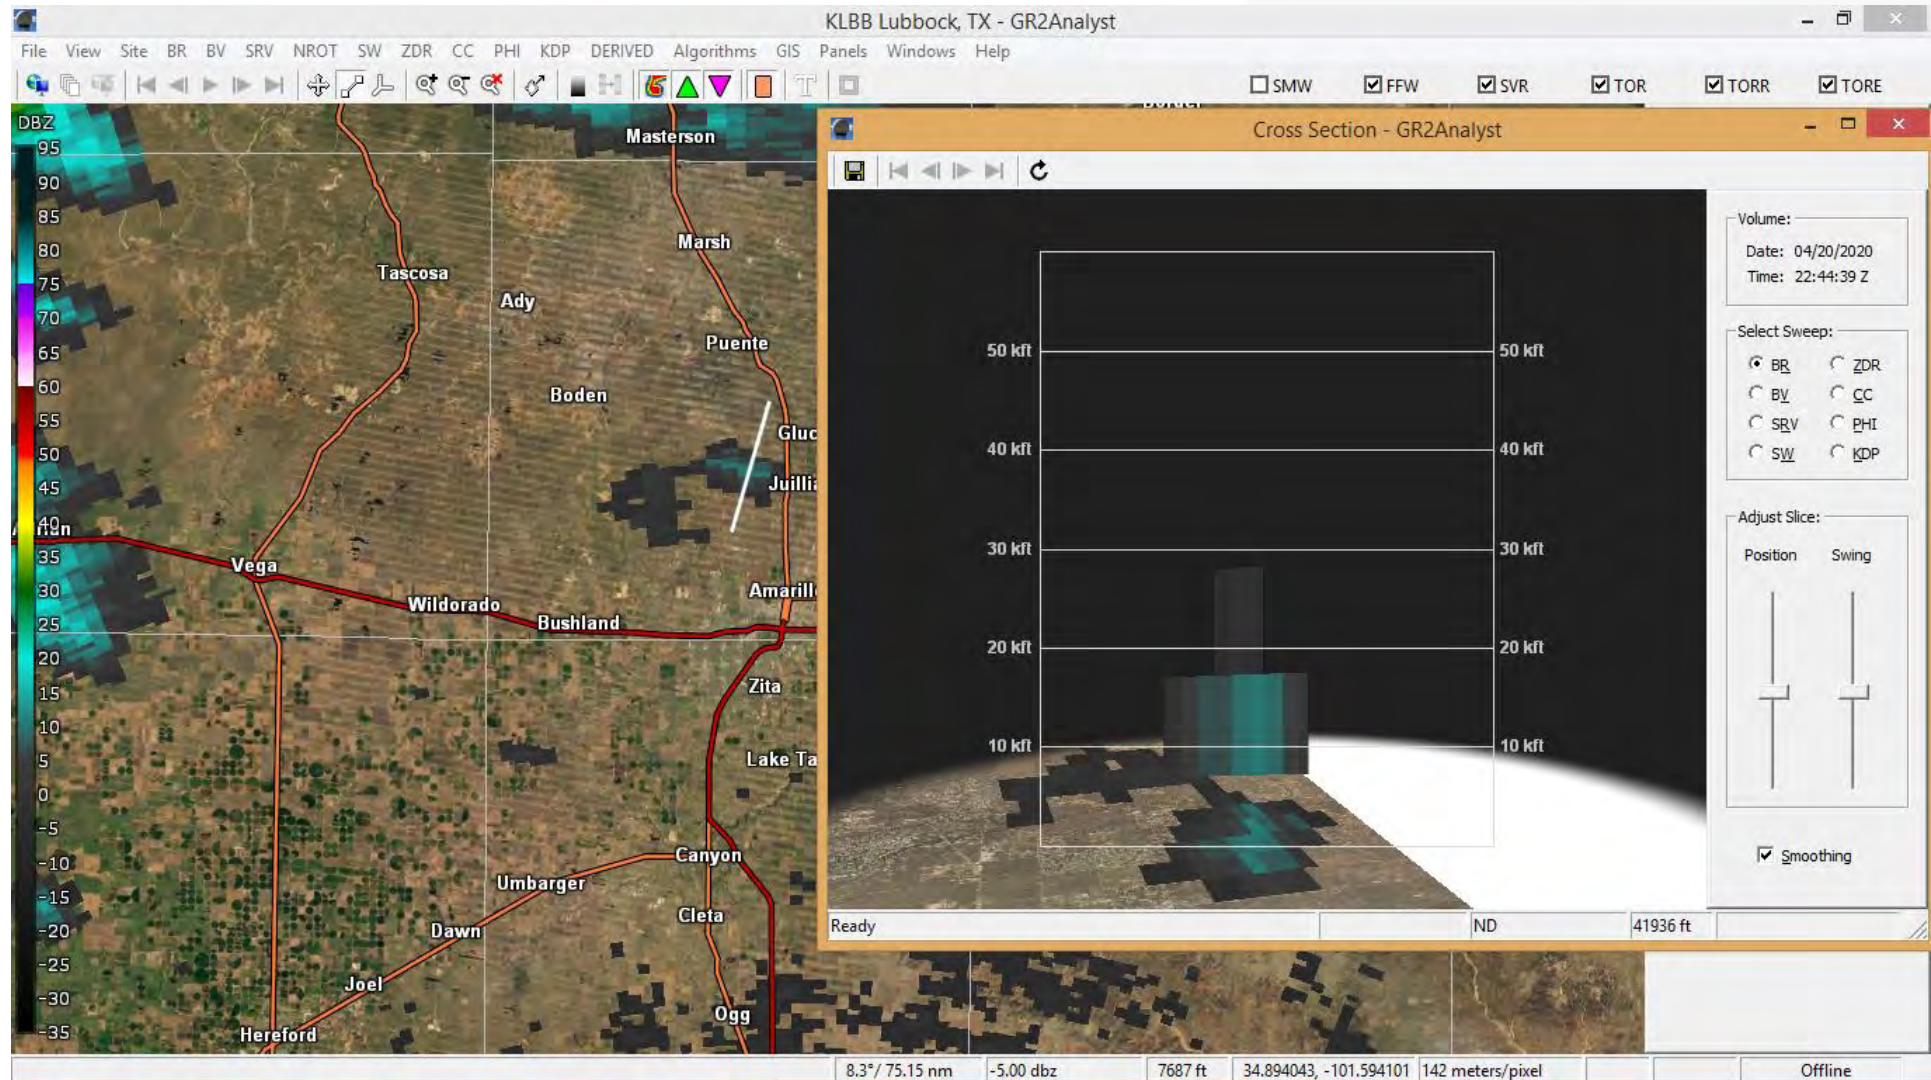 KLBB Lubbock, TX - GR2Analyst
File View Site BR BV SRV NROT SW ZDR CC PHI KDP DERIVED Algorithms GIS Panels Windows Help
SMW FFW SVR TOR TORR TORE
DBZ
95
90
85
80
75
70
65
60
55
50
45
40
35
30
25
20
15
10
5
0
-5
-10
-15
-20
-25
-30
-35
Masterson
Marsh
Tascosa
Ady
Puente
Boden
Gluc
Juillia
Vega
Amarill
Wildorado
Bushland
Zita
Lake Ta
Canyon
Umbarger
Cleta
Dawn
Joel
Ogg
Hereford
Cross Section - GR2Analyst
50 kft 50 kft
40 kft 40 kft
30 kft 30 kft
20 kft 20 kft
10 kft 10 kft
Volume:
Date: 04/20/2020
Time: 22:44:39 Z
Select Sweep:
BR ZDR
BV CC
SRV PHI
SW KDP
Adjust Slice:
Position Swing
Smoothing
Ready ND 41936 ft
8.3°/ 75.15 nm -5.00 dbz 7687 ft 34.894043, -101.594101 142 meters/pixel Offline